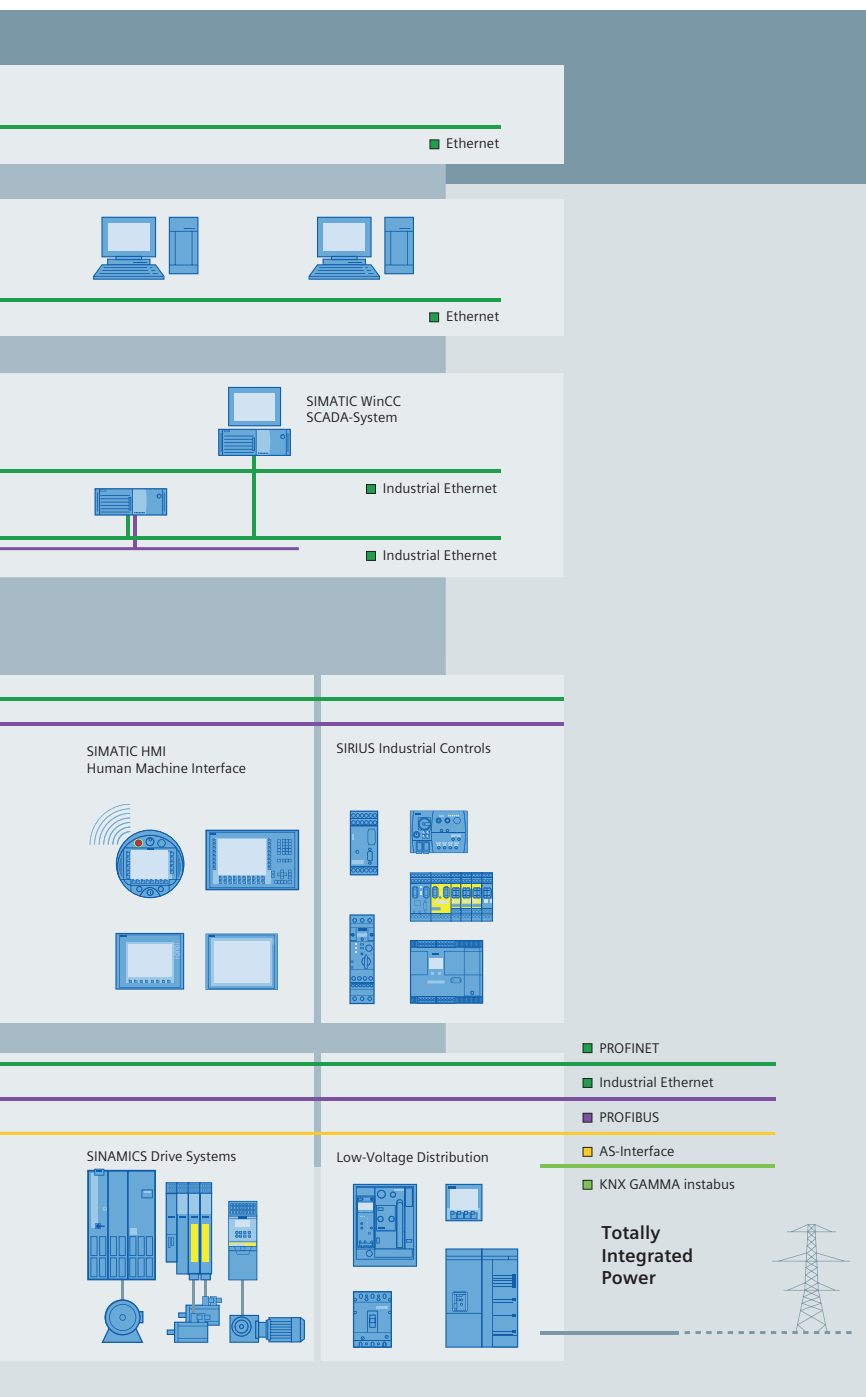 Ethernet
Ethernet
SIMATIC WinCC
SCADA-System
Industrial Ethernet
Industrial Ethernet
SIMATIC HMI
Human Machine Interface
SIRIUS Industrial Controls
PROFINET
Industrial Ethernet
PROFIBUS
AS-Interface
KNX GAMMA instabus
SINAMICS Drive Systems
Low-Voltage Distribution
Totally
Integrated
Power